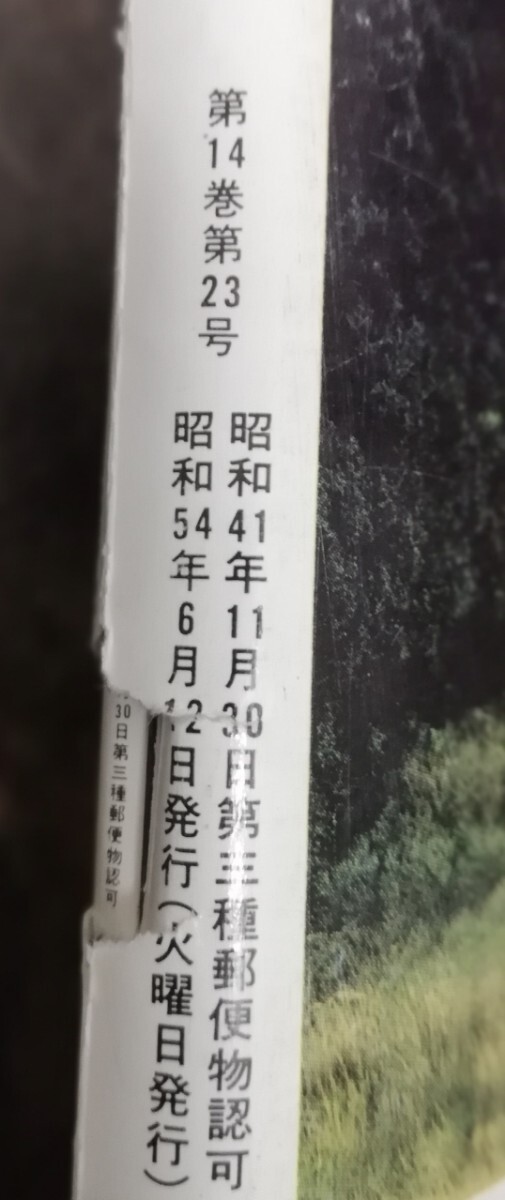 第14巻第23号
昭和41年11月30日第三種郵便物認可
昭和54年6月12日発行(火曜日発行)
30日第三種郵便物認可